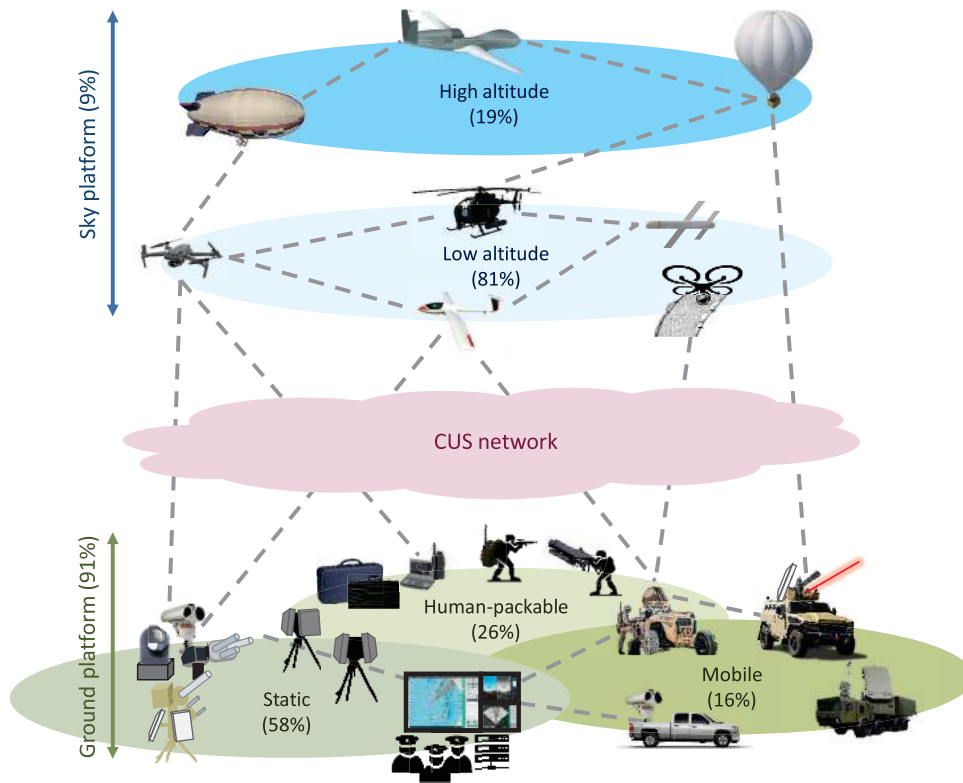 Sky platform (9%)
High altitude
(19%)
Low altitude
(81%)
CUS network
Ground platform (91%)
Human-packable
(26%)
Static
(58%)
Mobile
(16%)